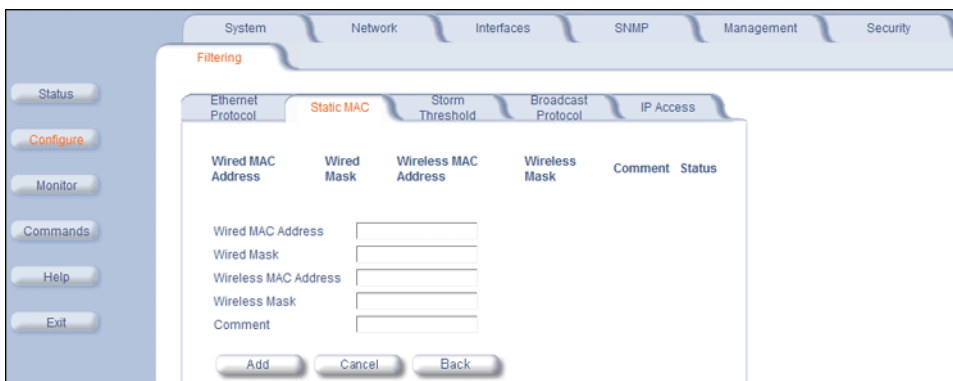 System Network Interfaces SNMP Management Security
Filtering
Status
Configure
Monitor
Commands
Help
Exit
Ethernet Protocol Static MAC Storm Threshold Broadcast Protocol IP Access
Wired MAC Address Wired Mask Wireless MAC Address Wireless Mask Comment Status
Wired MAC Address
Wired Mask
Wireless MAC Address
Wireless Mask
Comment
Add Cancel Back